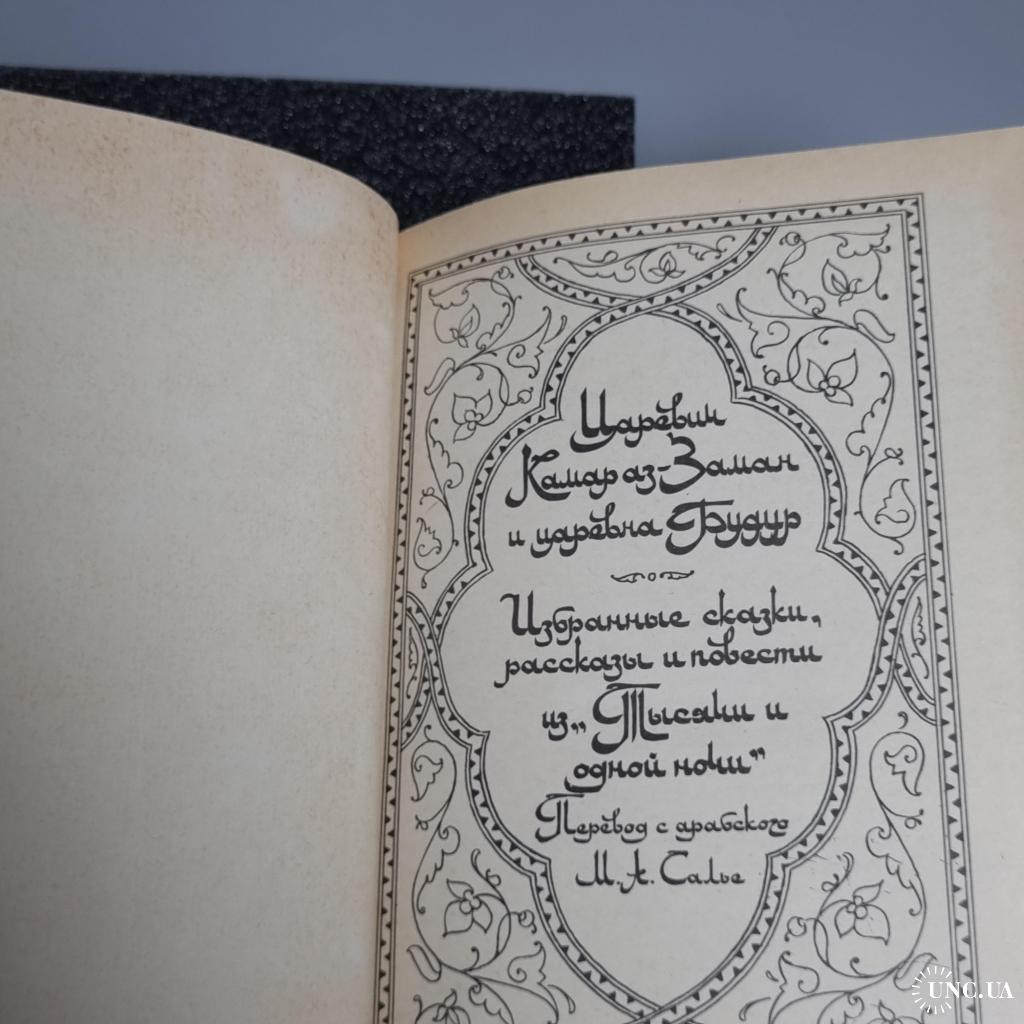 Царевич
Камар аз-Заман
и царевна Будур
Избранные сказки,
рассказы и повести
из „Тысячи и
одной ночи”
Перевод с арабского
М. А. Салье
UNC.UA